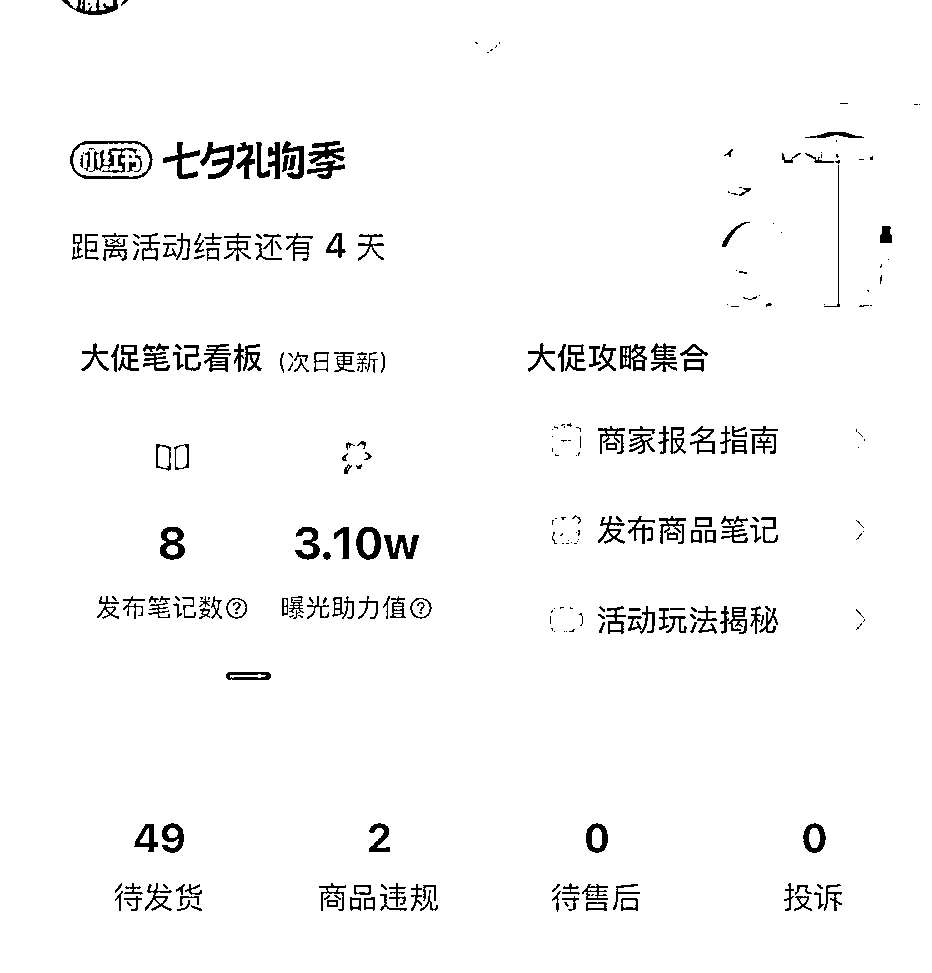 小红书 七夕礼物季
距离活动结束还有 4 天
大促笔记看板 (次日更新)
大促攻略集合
商家报名指南
8 3.10w
发布商品笔记
发布笔记数? 曝光助力值?
活动玩法揭秘
49 2 0 0
待发货 商品违规 待售后 投诉